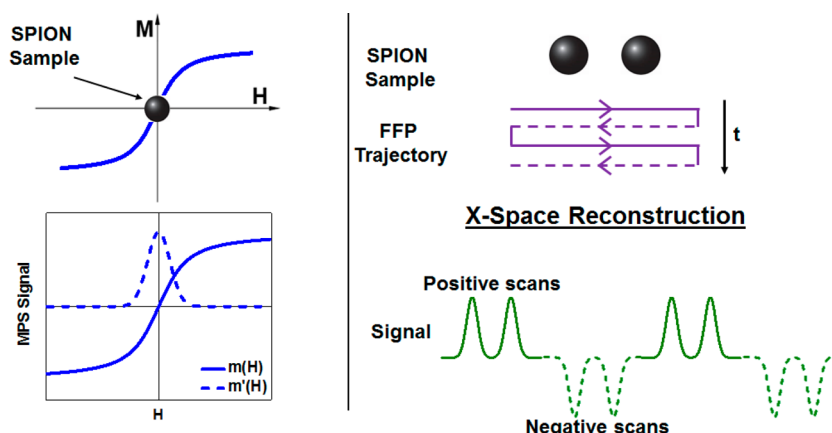 SPION
Sample
M
H
MPS Signal
m(H)
m'(H)
H
SPION
Sample
FFP
Trajectory
t
X-Space Reconstruction
Positive scans
Signal
Negative scans